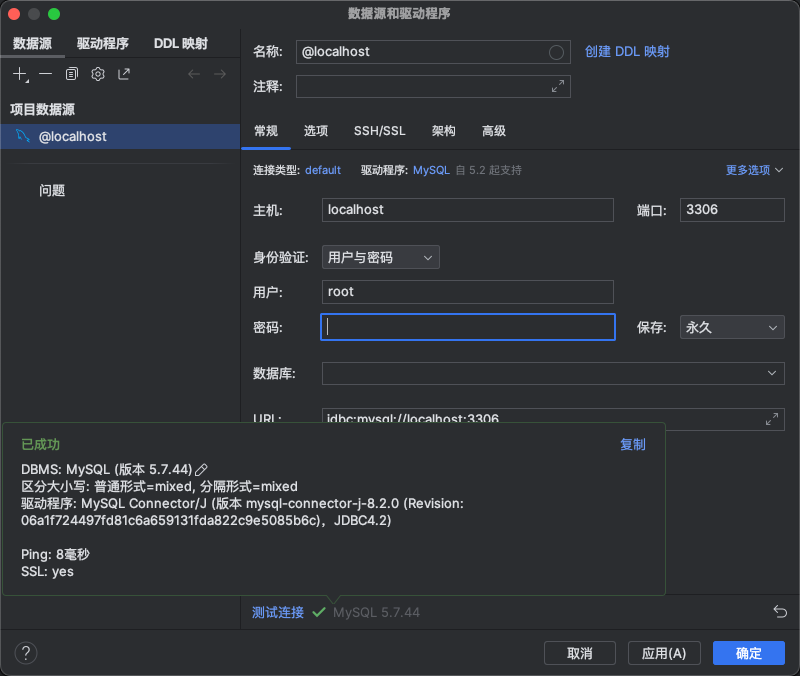 数据源和驱动程序
数据源 驱动程序 DDL 映射
项目数据源
@localhost
问题
名称: @localhost 创建 DDL 映射
注释:
常规 选项 SSH/SSL 架构 高级
连接类型: default 驱动程序: MySQL 自 5.2 起支持 更多选项
主机: localhost 端口: 3306
身份验证: 用户与密码
用户: root
密码: 保存: 永久
数据库:
URL: jdbc:mysql://localhost:3306
已成功 复制
DBMS: MySQL (版本 5.7.44)
区分大小写: 普通形式=mixed, 分隔形式=mixed
驱动程序: MySQL Connector/J (版本 mysql-connector-j-8.2.0 (Revision:
06a1f724497fd81c6a659131fda822c9e5085b6c)，JDBC4.2)
Ping: 8毫秒
SSL: yes
测试连接 MySQL 5.7.44
? 取消 应用(A) 确定